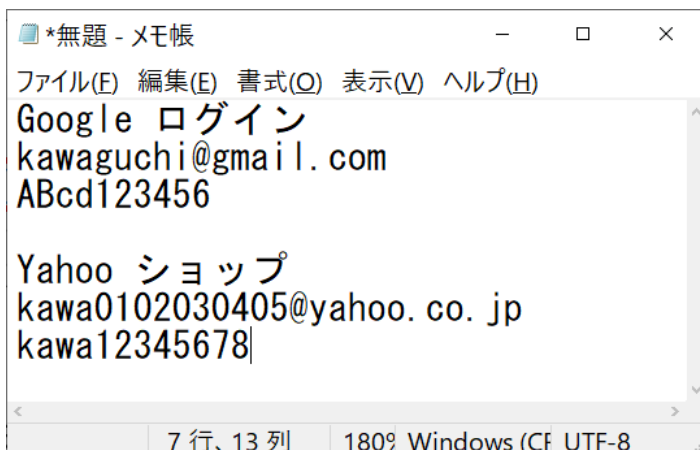 *無題 - メモ帳
ファイル(F) 編集(E) 書式(O) 表示(V) ヘルプ(H)
Google ログイン
kawaguchi@gmail.com
ABcd123456
Yahoo ショップ
kawa0102030405@yahoo.co.jp
kawa12345678
7 行、13 列 180% Windows (CF UTF-8